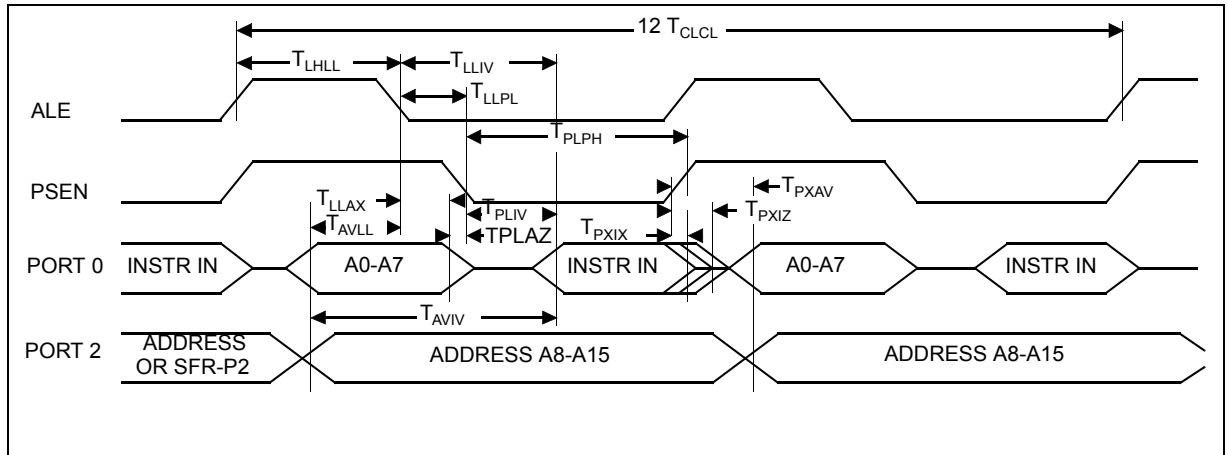 12 TCLCL
TLHLL TLLIV
TLLPL
ALE
TPLPH
PSEN
TLLAX TPXAV
TPLIV TPXIZ
TAVLL TPLAZ TPXIX
PORT 0 INSTR IN A0-A7 INSTR IN A0-A7 INSTR IN
TAVIV
PORT 2 ADDRESS OR SFR-P2 ADDRESS A8-A15 ADDRESS A8-A15